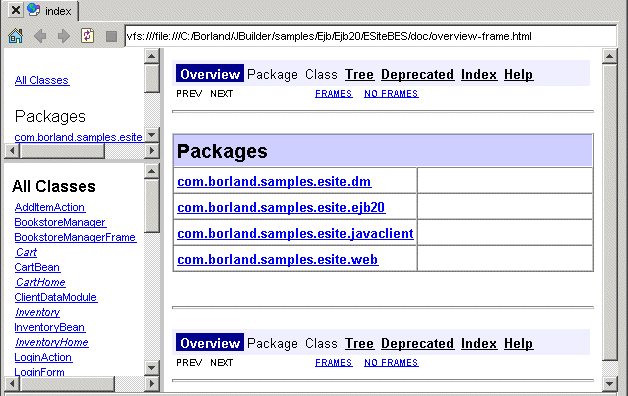 index
vfs:///file:///C:/Borland/JBuilder/samples/Ejb/Ejb20/ESiteBES/doc/overview-frame.html
All Classes
Packages
com.borland.samples.esite
All Classes
AddItemAction
BookstoreManager
BookstoreManagerFrame
Cart
CartBean
CartHome
ClientDataModule
Inventory
InventoryBean
InventoryHome
LoginAction
LoginForm
Overview Package Class Tree Deprecated Index Help
PREV NEXT FRAMES NO FRAMES
Packages
com.borland.samples.esite.dm
com.borland.samples.esite.ejb20
com.borland.samples.esite.javaclient
com.borland.samples.esite.web
Overview Package Class Tree Deprecated Index Help
PREV NEXT FRAMES NO FRAMES